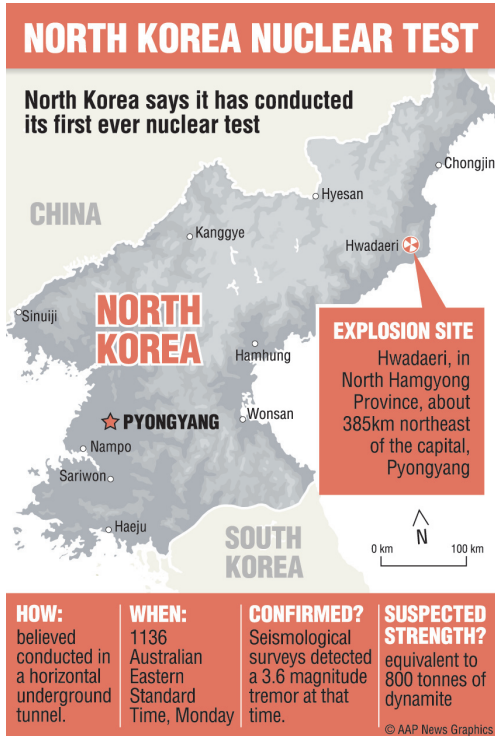 NORTH KOREA NUCLEAR TEST
North Korea says it has conducted
its first ever nuclear test
Chongjin
Hyesan
CHINA
Kanggye
Hwadaeri
Sinuiji
NORTH
KOREA
EXPLOSION SITE
Hwadaeri, in
North Hamgyong
Province, about
385km northeast
of the capital,
Pyongyang
Hamhung
PYONGYANG
Wonsan
Nampo
Sariwon
Haeju
SOUTH
KOREA
N
0 km
100 km
HOW:
believed
conducted in
a horizontal
underground
tunnel.
WHEN:
1136
Australian
Eastern
Standard
Time, Monday
CONFIRMED?
Seismological
surveys detected
a 3.6 magnitude
tremor at that
time.
SUSPECTED
STRENGTH?
equivalent to
800 tonnes of
dynamite
© AAP News Graphics